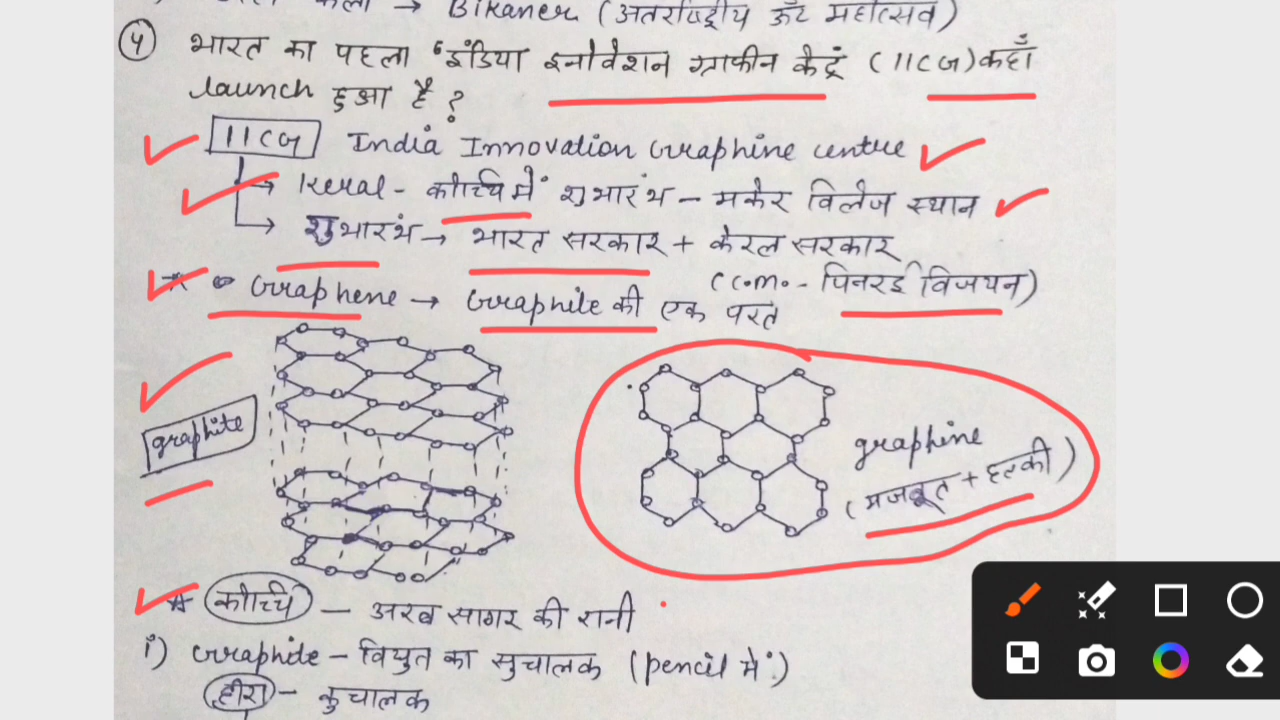 → Bikaner (अंतर्राष्ट्रीय ऊँट महोत्सव)
४ भारत का पहला 'इंडिया इनोवेशन ग्राफीन केंद्रं (IICG) कहाँ
launch हुआ है ?
IICG India Innovation Graphine centre
→ Keral - कोच्चि में शुभारंभ - मकेर विलेज स्थान
→ शुभारंभ → भारत सरकार + केरल सरकार
(C.M. - पिनरई विजयन)
Graphene → Graphite की एक परत
graphite
graphine
(मजबूत + हल्की)
कोच्चि - अरब सागर की रानी
i) Graphite - विद्युत का सुचालक (pencil में)
हीरा - कुचालक